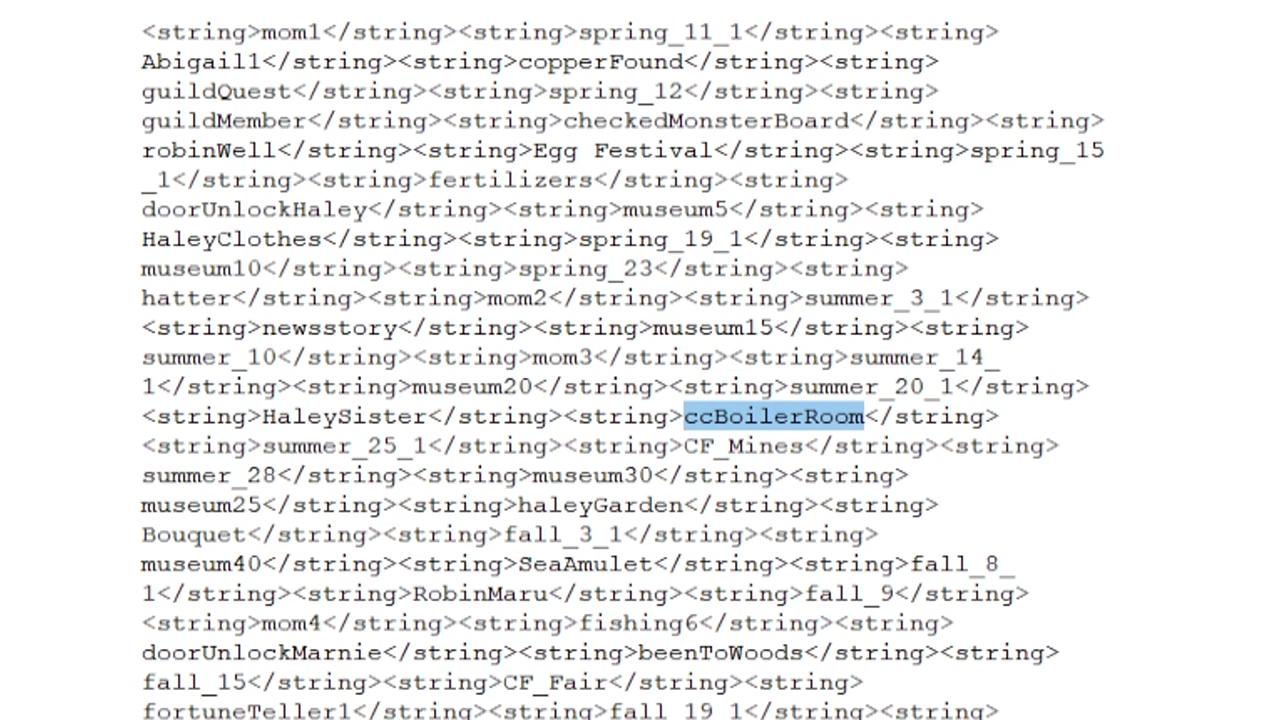 <string>mom1</string><string>spring_11_1</string><string>
Abigail1</string><string>copperFound</string><string>
guildQuest</string><string>spring_12</string><string>
guildMember</string><string>checkedMonsterBoard</string><string>
robinWell</string><string>Egg Festival</string><string>spring_15
_1</string><string>fertilizers</string><string>
doorUnlockHaley</string><string>museum5</string><string>
HaleyClothes</string><string>spring_19_1</string><string>
museum10</string><string>spring_23</string><string>
hatter</string><string>mom2</string><string>summer_3_1</string>
<string>newsstory</string><string>museum15</string><string>
summer_10</string><string>mom3</string><string>summer_14_
1</string><string>museum20</string><string>summer_20_1</string>
<string>HaleySister</string><string>ccBoilerRoom</string>
<string>summer_25_1</string><string>CF_Mines</string><string>
summer_28</string><string>museum30</string><string>
museum25</string><string>haleyGarden</string><string>
Bouquet</string><string>fall_3_1</string><string>
museum40</string><string>SeaAmulet</string><string>fall_8_
1</string><string>RobinMaru</string><string>fall_9</string>
<string>mom4</string><string>fishing6</string><string>
doorUnlockMarnie</string><string>beenToWoods</string><string>
fall_15</string><string>CF_Fair</string><string>
fortuneTeller1</string><string>fall_19_1</string><string>